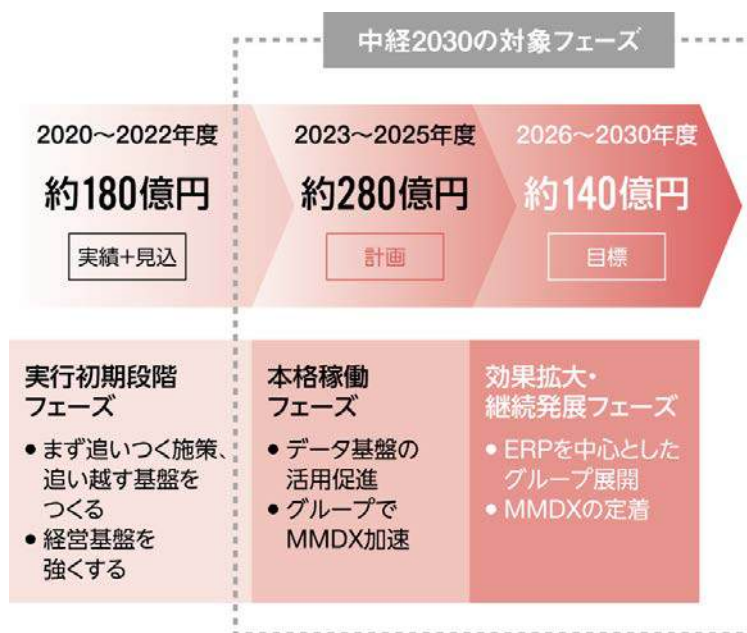 中経2030の対象フェーズ
2020〜2022年度
約180億円
実績+見込
2023〜2025年度
約280億円
計画
2026〜2030年度
約140億円
目標
実行初期段階
フェーズ
● まず追いつく施策、
追い越す基盤を
つくる
● 経営基盤を
強くする
本格稼働
フェーズ
● データ基盤の
活用促進
● グループで
MMDX加速
効果拡大・
継続発展フェーズ
● ERPを中心とした
グループ展開
● MMDXの定着